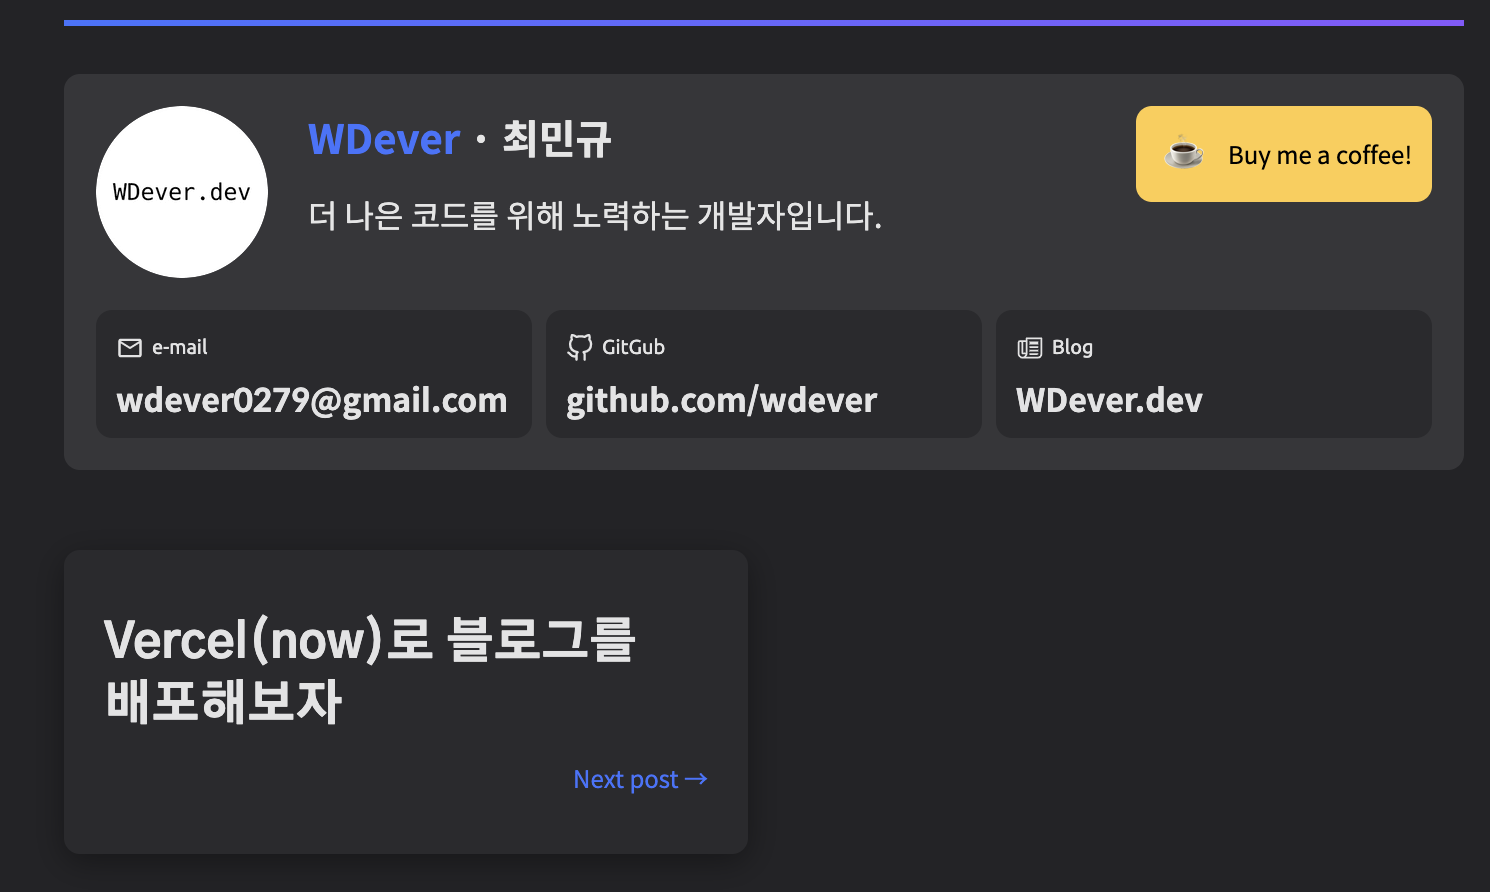 WDever.dev
WDever · 최민규
더 나은 코드를 위해 노력하는 개발자입니다.
Buy me a coffee!
e-mail
wdever0279@gmail.com
GitGub
github.com/wdever
Blog
WDever.dev
Vercel(now)로 블로그를
배포해보자
Next post →